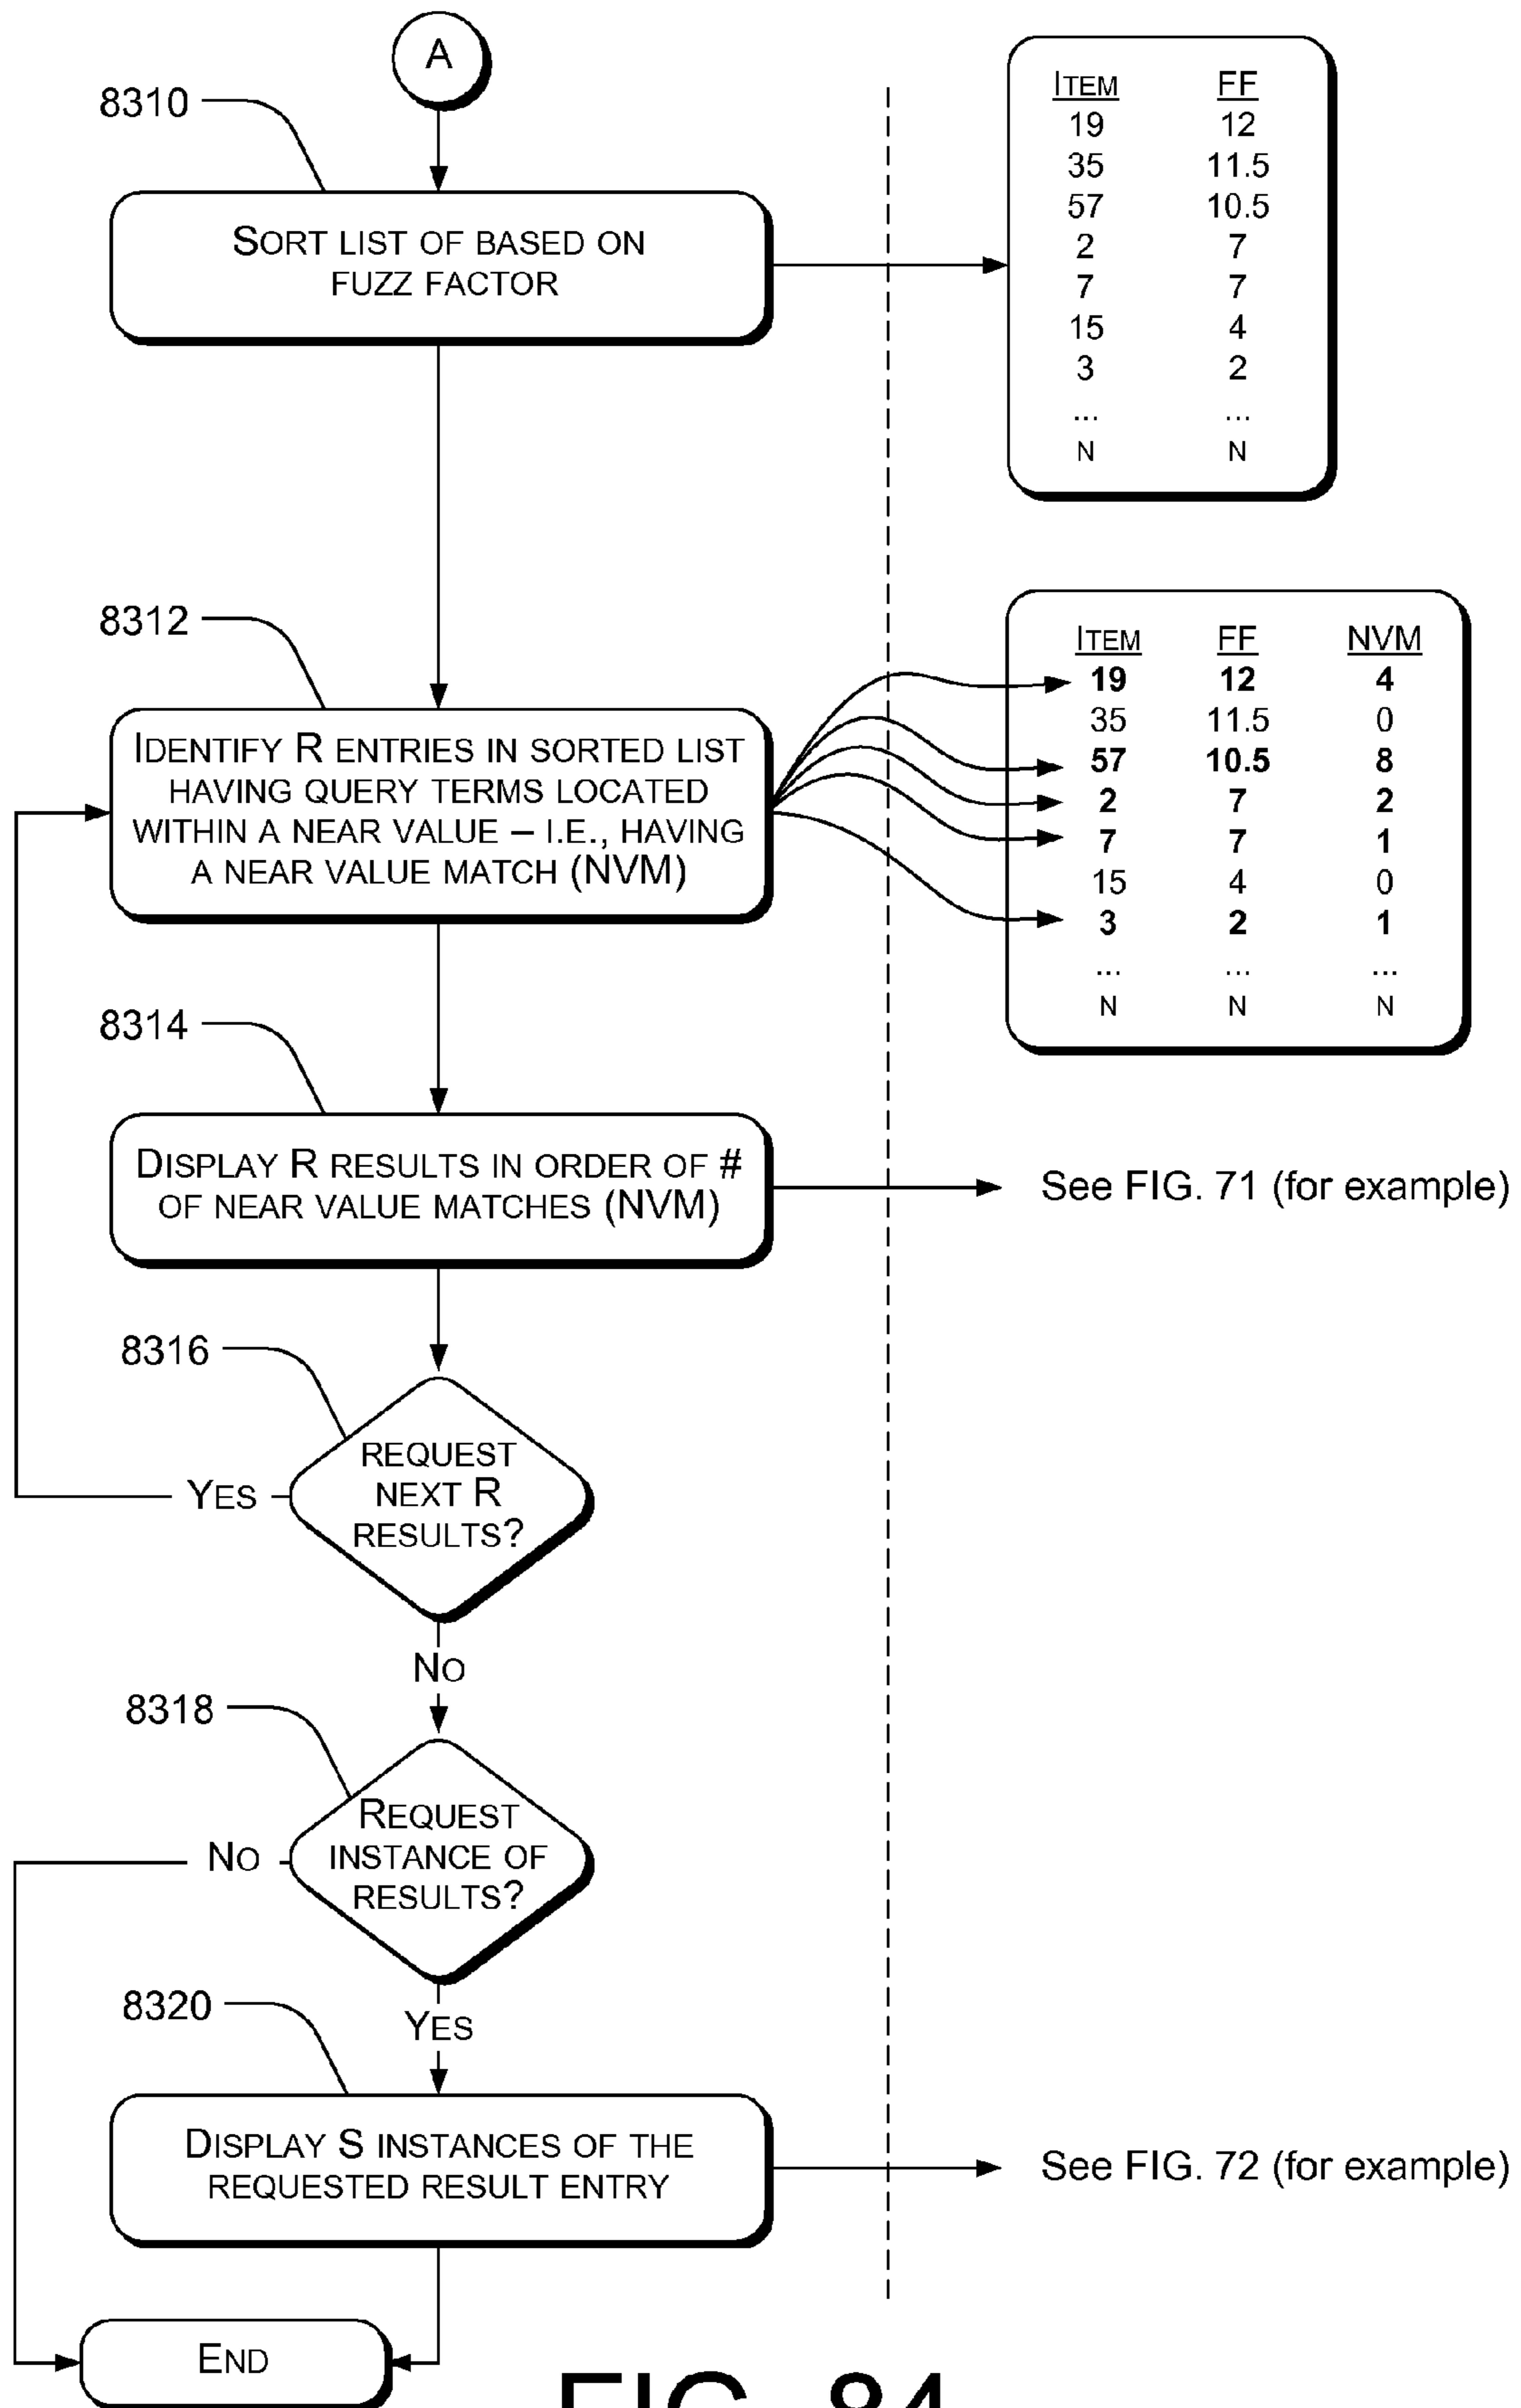 A
8310
SORT LIST OF BASED ON
FUZZ FACTOR
ITEM FF
19 12
35 11.5
57 10.5
2 7
7 7
15 4
3 2
... ...
N N
8312
IDENTIFY R ENTRIES IN SORTED LIST
HAVING QUERY TERMS LOCATED
WITHIN A NEAR VALUE – I.E., HAVING
A NEAR VALUE MATCH (NVM)
ITEM FF NVM
19 12 4
35 11.5 0
57 10.5 8
2 7 2
7 7 1
15 4 0
3 2 1
... ... ...
N N N
8314
DISPLAY R RESULTS IN ORDER OF #
OF NEAR VALUE MATCHES (NVM)
See FIG. 71 (for example)
8316
REQUEST
NEXT R
RESULTS?
YES
NO
8318
REQUEST
INSTANCE OF
RESULTS?
NO
YES
8320
DISPLAY S INSTANCES OF THE
REQUESTED RESULT ENTRY
See FIG. 72 (for example)
END
FIG. 84